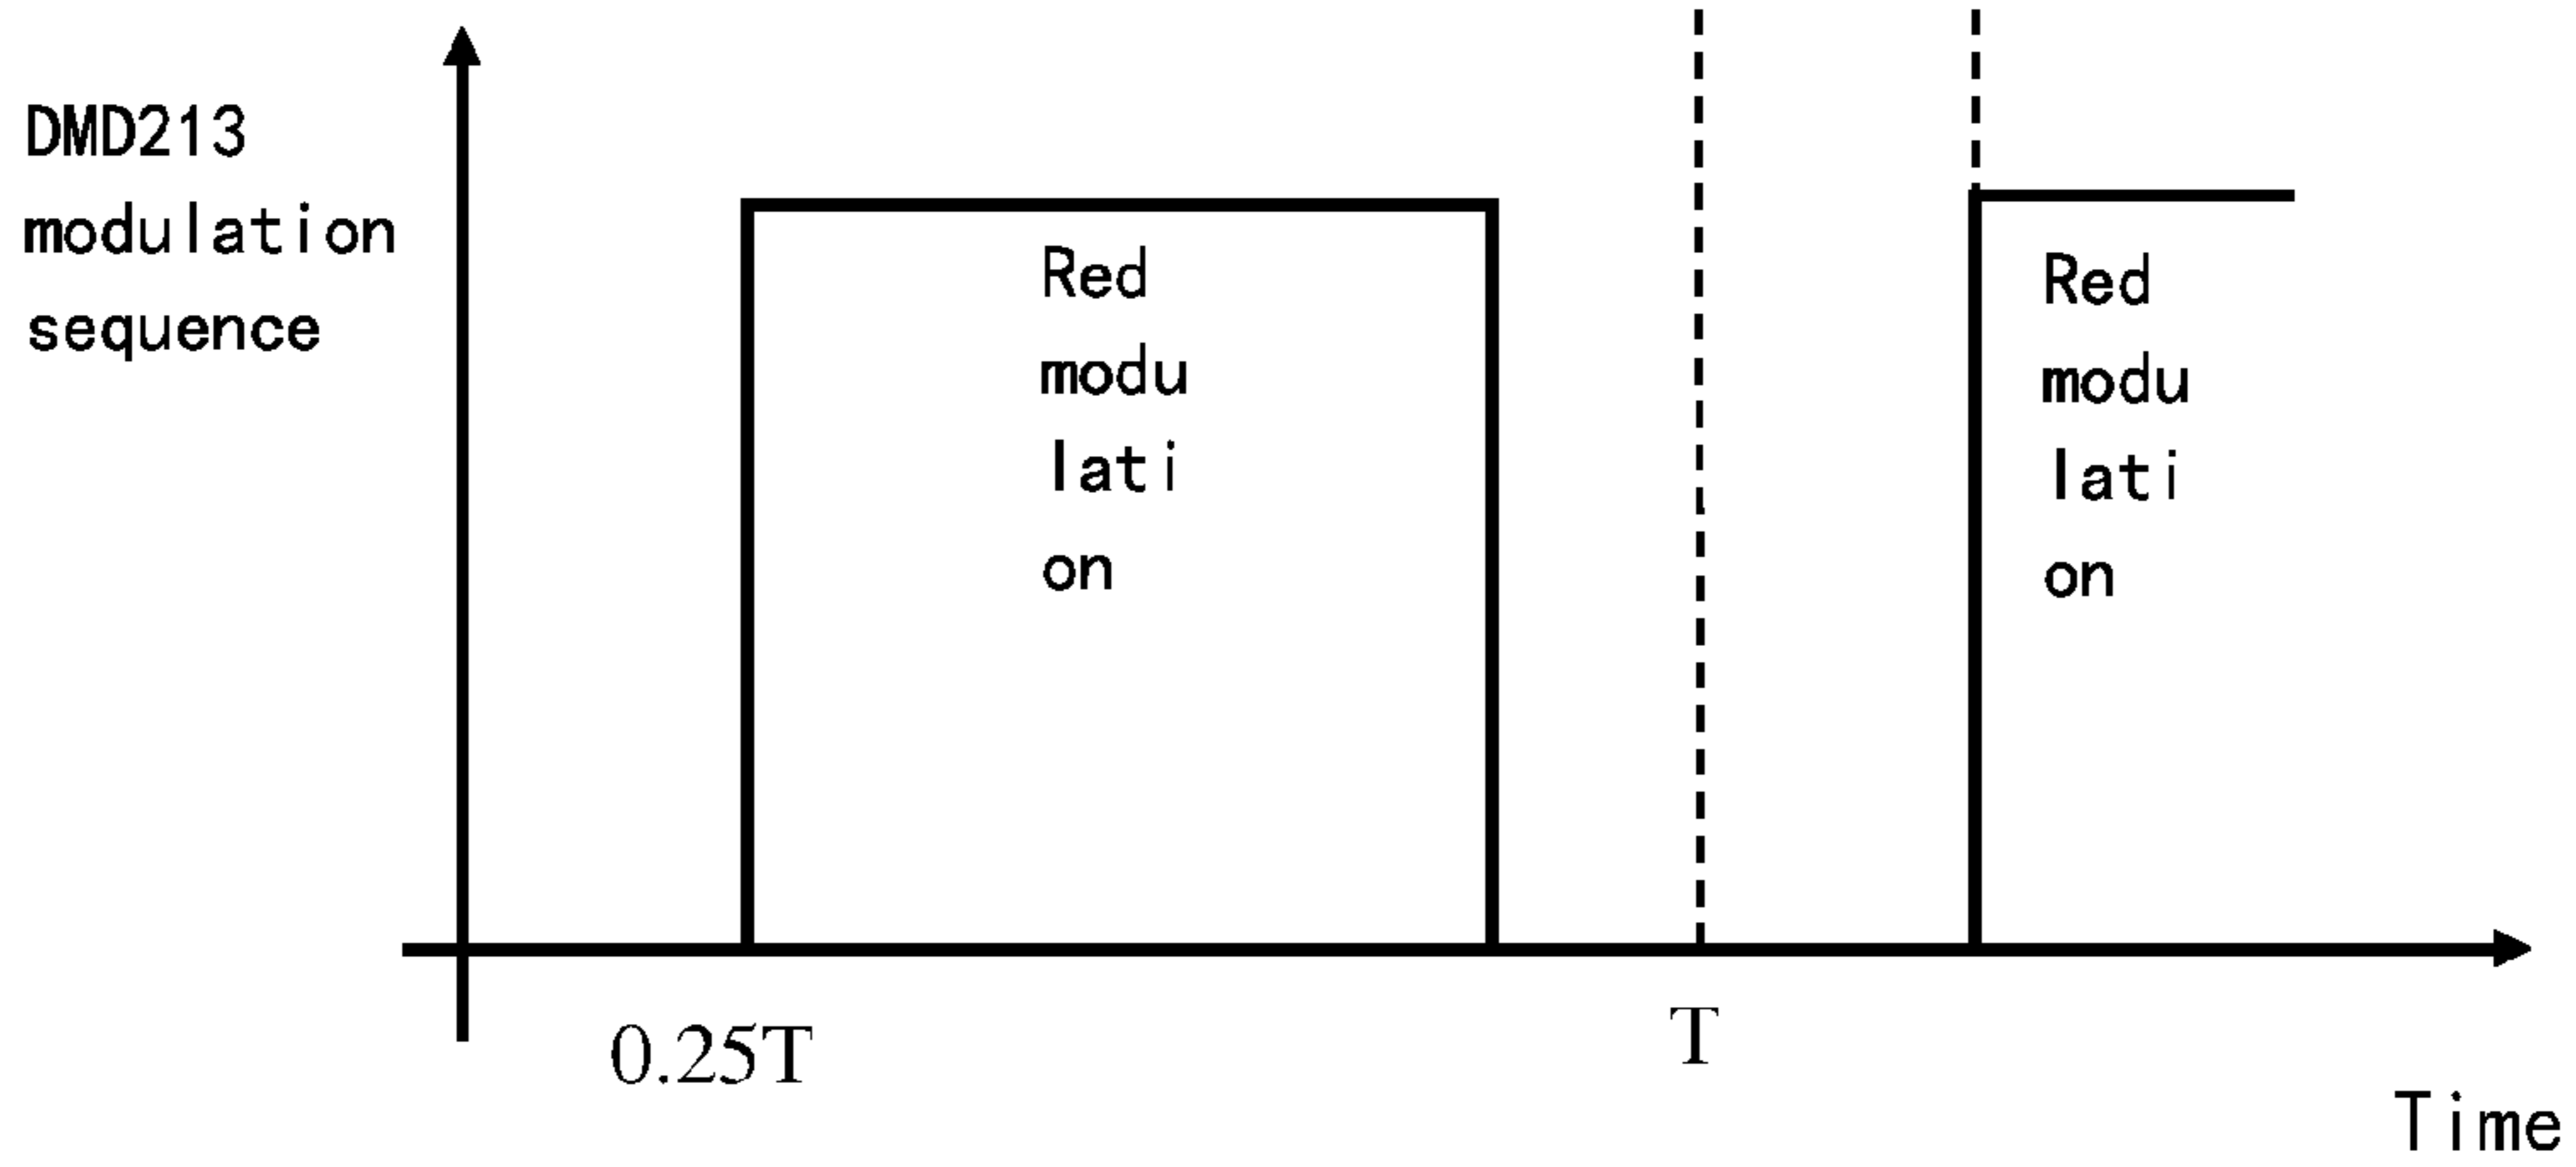 DMD213
modulation
sequence
Red
modu
lati
on
Red
modu
lati
on
0.25T
T
Time